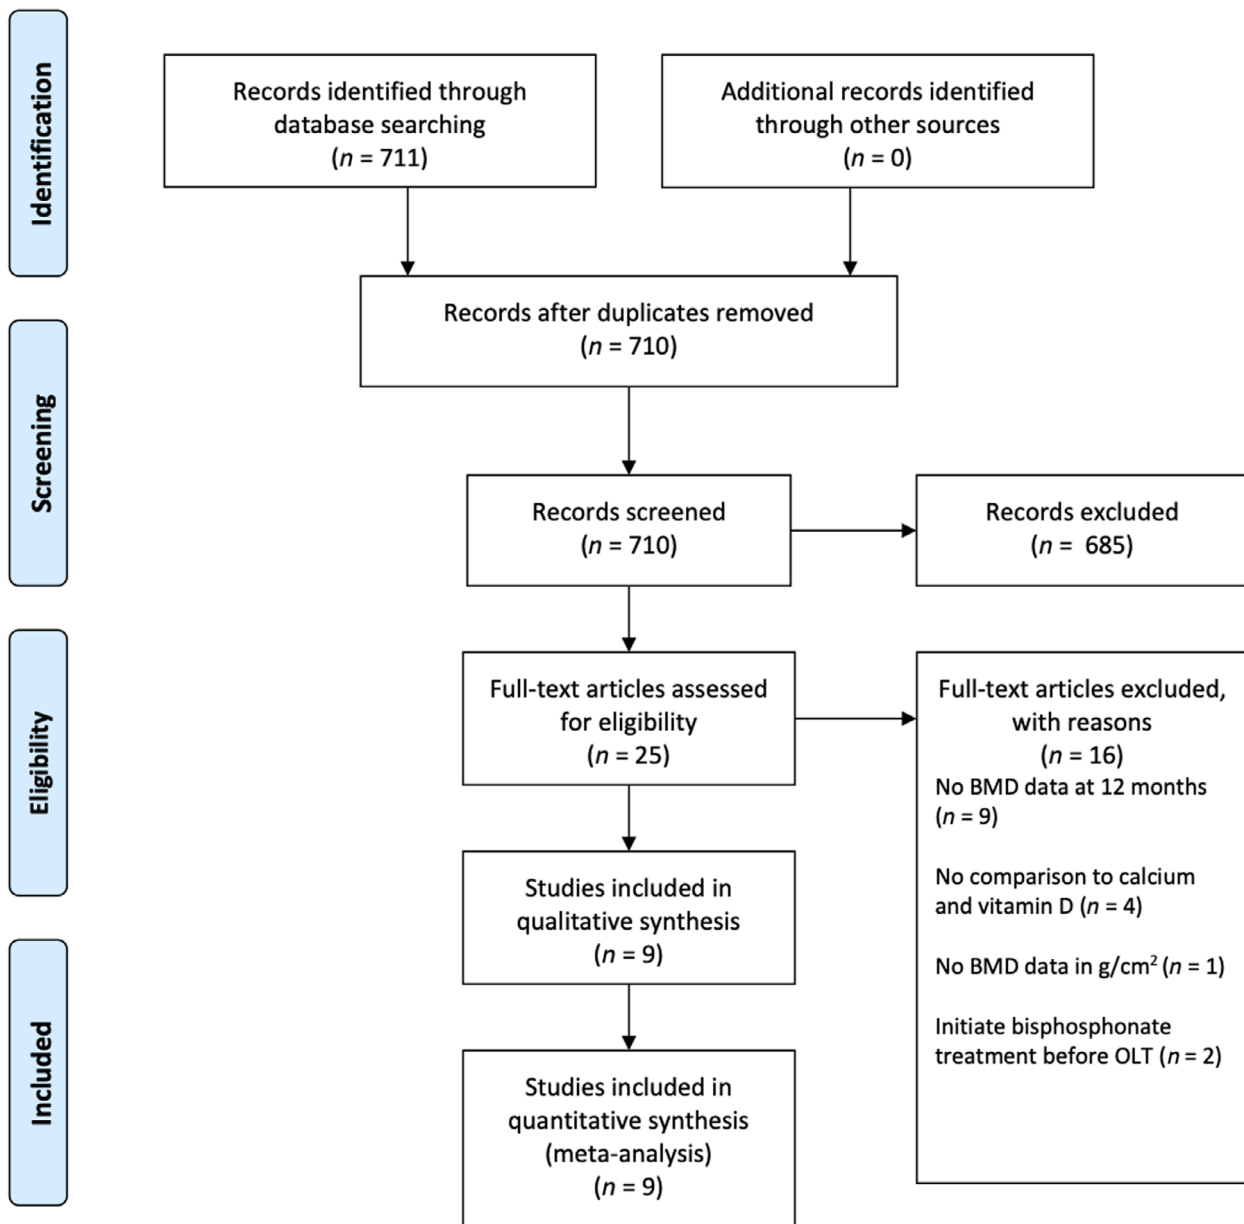 Identification
Records identified through
database searching
(n = 711)
Additional records identified
through other sources
(n = 0)
Records after duplicates removed
(n = 710)
Screening
Records screened
(n = 710)
Records excluded
(n = 685)
Eligibility
Full-text articles assessed
for eligibility
(n = 25)
Full-text articles excluded,
with reasons
(n = 16)
No BMD data at 12 months
(n = 9)
No comparison to calcium
and vitamin D (n = 4)
No BMD data in g/cm² (n = 1)
Initiate bisphosphonate
treatment before OLT (n = 2)
Studies included in
qualitative synthesis
(n = 9)
Included
Studies included in
quantitative synthesis
(meta-analysis)
(n = 9)